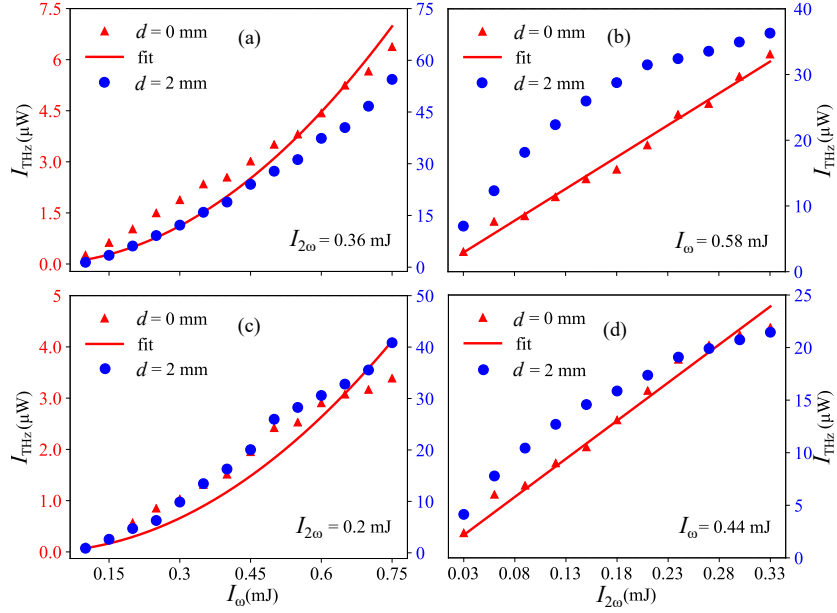 7.5
6.0
4.5
3.0
1.5
0.0
I_THz(μW)
d = 0 mm
fit
d = 2 mm
(a)
I_2ω = 0.36 mJ
75
60
45
30
15
0
d = 0 mm
fit
d = 2 mm
(b)
I_ω = 0.58 mJ
40
30
20
10
0
I_THz(μW)
5
4.0
3.0
2.0
1.0
0.0
I_THz(μW)
d = 0 mm
fit
d = 2 mm
(c)
I_2ω = 0.2 mJ
50
40
30
20
10
0
0.15
0.3
0.45
0.6
0.75
I_ω(mJ)
d = 0 mm
fit
d = 2 mm
(d)
I_ω = 0.44 mJ
25
20
15
10
5
0
I_THz(μW)
0.03
0.08
0.13
0.18
0.24
0.28
0.33
I_2ω(mJ)